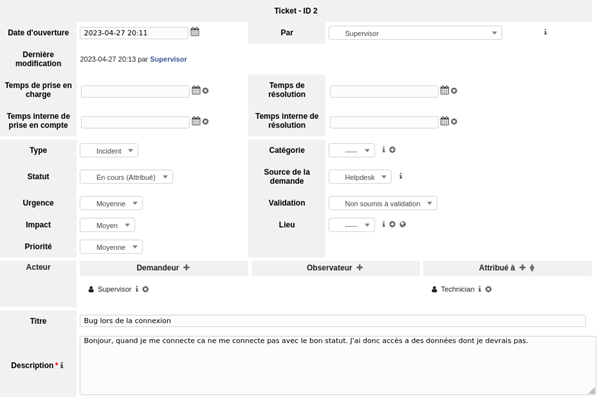 Ticket - ID 2
Date d'ouverture 2023-04-27 20:11 Par Supervisor
Dernière
modification 2023-04-27 20:13 par Supervisor
Temps de prise en
charge
Temps de
résolution
Temps interne de
prise en compte
Temps interne de
résolution
Type Incident Catégorie -----
Statut En cours (Attribué) Source de la
demande Helpdesk
Urgence Moyenne Validation Non soumis à validation
Impact Moyen Lieu -----
Priorité Moyenne
Acteur Demandeur + Observateur + Attribué à +
Supervisor Technician
Titre Bug lors de la connexion
Description * Bonjour, quand je me connecte ca ne me connecte pas avec le bon statut. J'ai donc accès a des données dont je devrais pas.